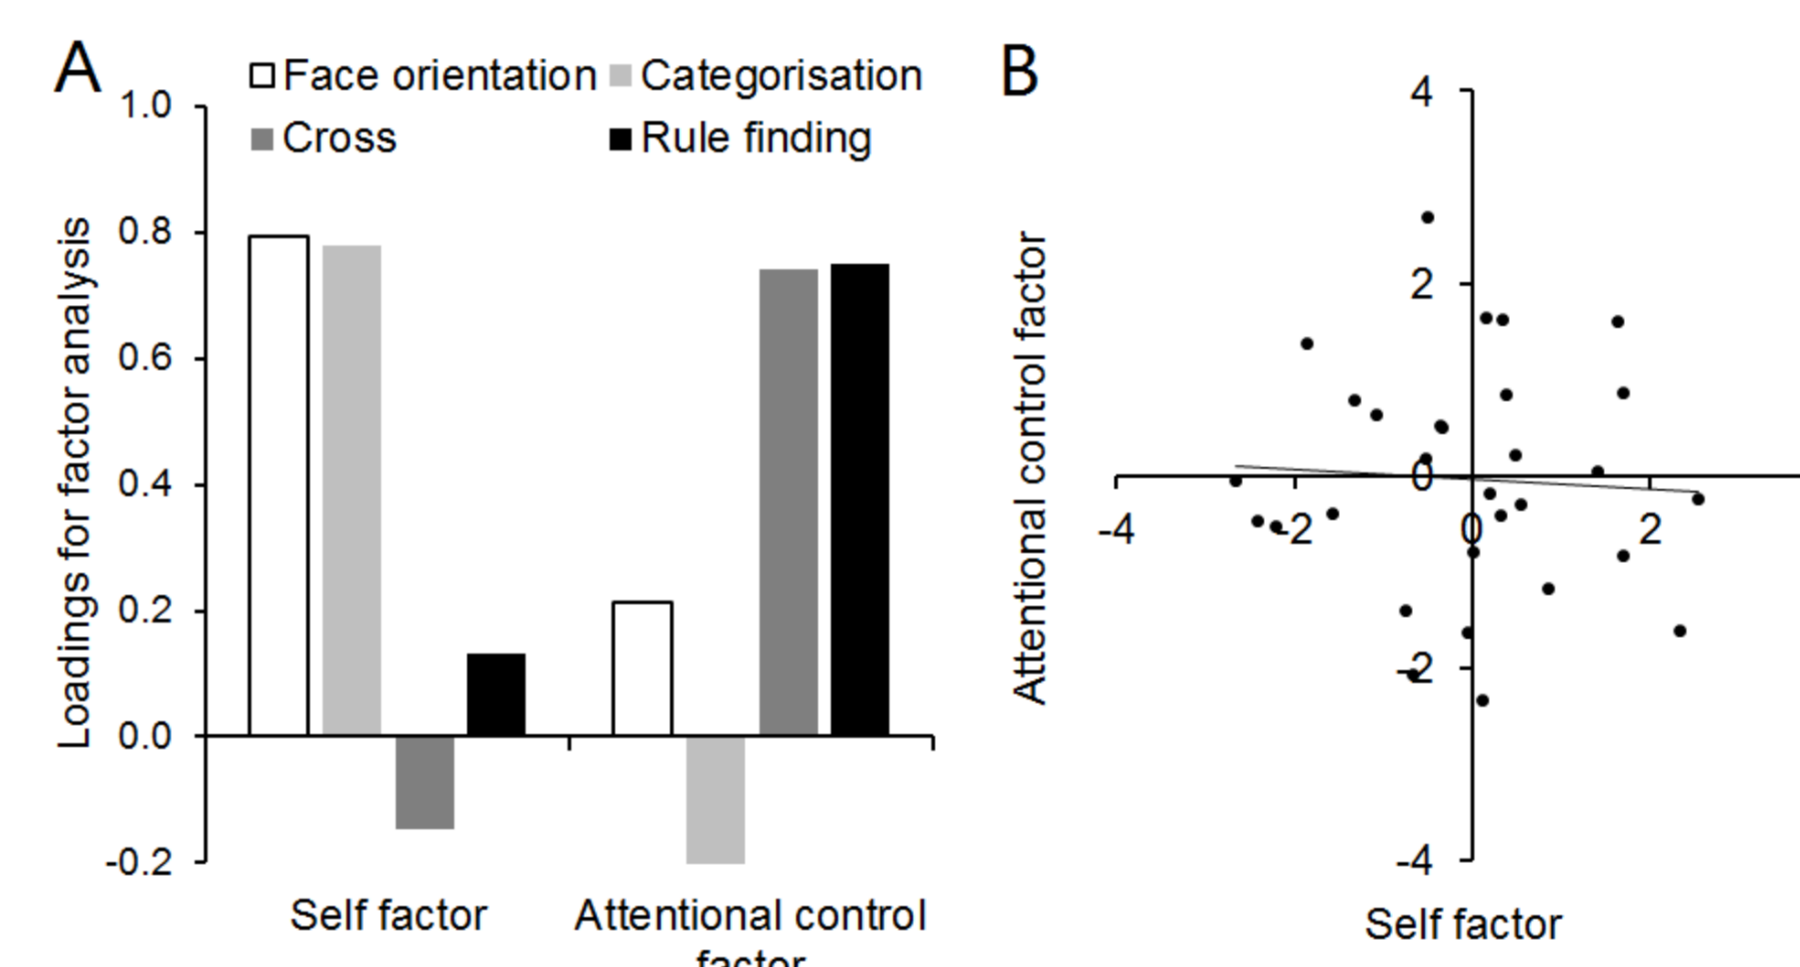 A
Face orientation
Categorisation
Cross
Rule finding
1.0
0.8
0.6
0.4
0.2
0.0
-0.2
Loadings for factor analysis
Self factor
Attentional control
factor
B
4
2
0
-2
-4
Attentional control factor
-4
-2
0
2
Self factor